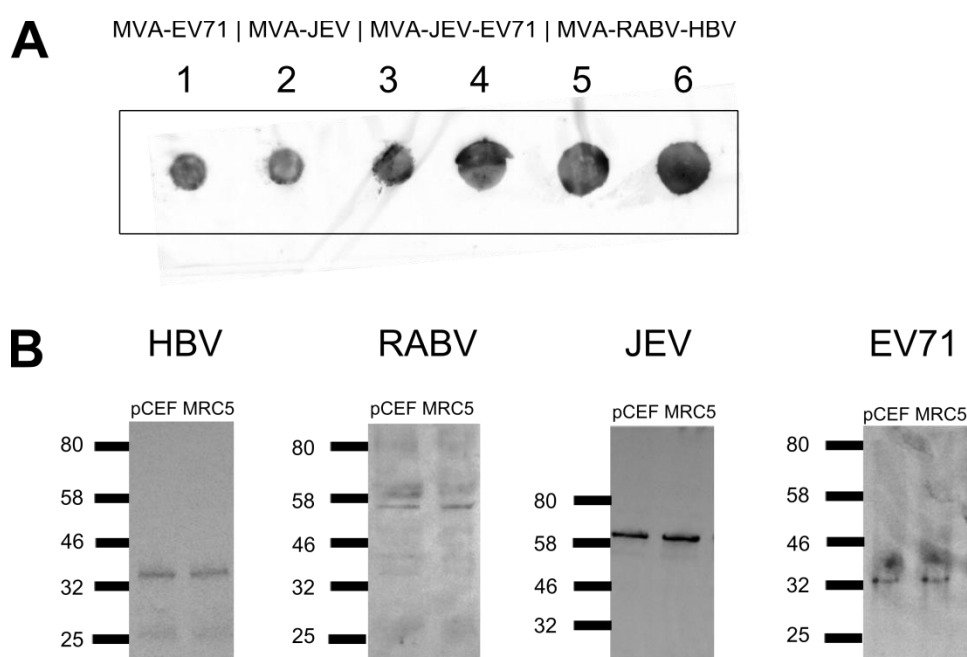 A
MVA-EV71 | MVA-JEV | MVA-JEV-EV71 | MVA-RABV-HBV
1 2 3 4 5 6
B
HBV RABV JEV EV71
pCEF MRC5 pCEF MRC5 pCEF MRC5 pCEF MRC5
80 80 80 80
58 58 58 58
46 46 46 46
32 32 32 32
25 25 25